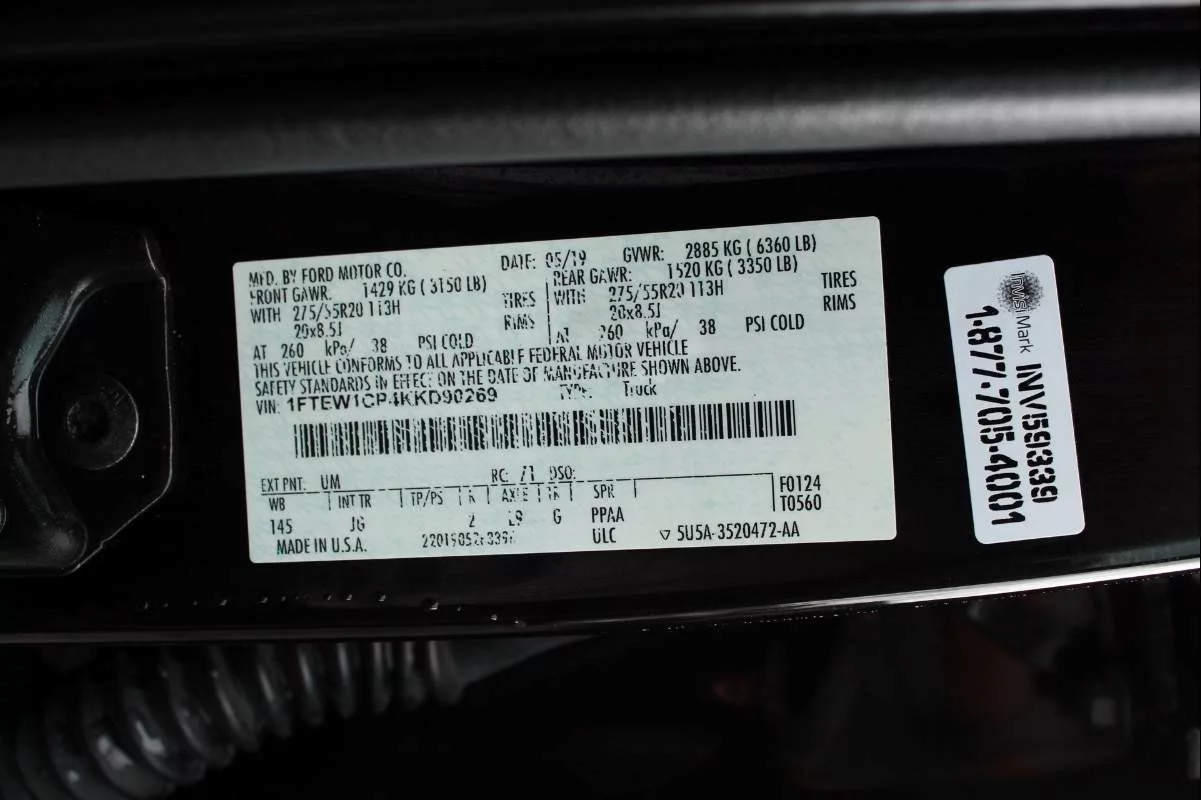 MFD. BY FORD MOTOR CO. DATE: 05/19 GVWR: 2885 KG ( 6360 LB)
FRONT GAWR: 1429 KG ( 3150 LB) REAR GAWR: 1520 KG ( 3350 LB)
WITH 275/55R20 113H TIRES WITH 275/55R20 113H TIRES
20x8.5J RIMS 20x8.5J RIMS
AT 260 kPa/ 38 PSI COLD AT 260 kPa/ 38 PSI COLD
THIS VEHICLE CONFORMS TO ALL APPLICABLE FEDERAL MOTOR VEHICLE
SAFETY STANDARDS IN EFFECT ON THE DATE OF MANUFACTURE SHOWN ABOVE.
VIN: 1FTEW1CP4KKD90269 TYPE: Truck
EXT PNT: UM RC: 71 DSO:
WB INT TR TP/PS R AXLE TR SPR F0124
145 JG 2 L9 G PPAA T0560
MADE IN U.S.A. ULC 5U5A-3520472-AA
InvisiMark
INV59339
1-877-705-4001